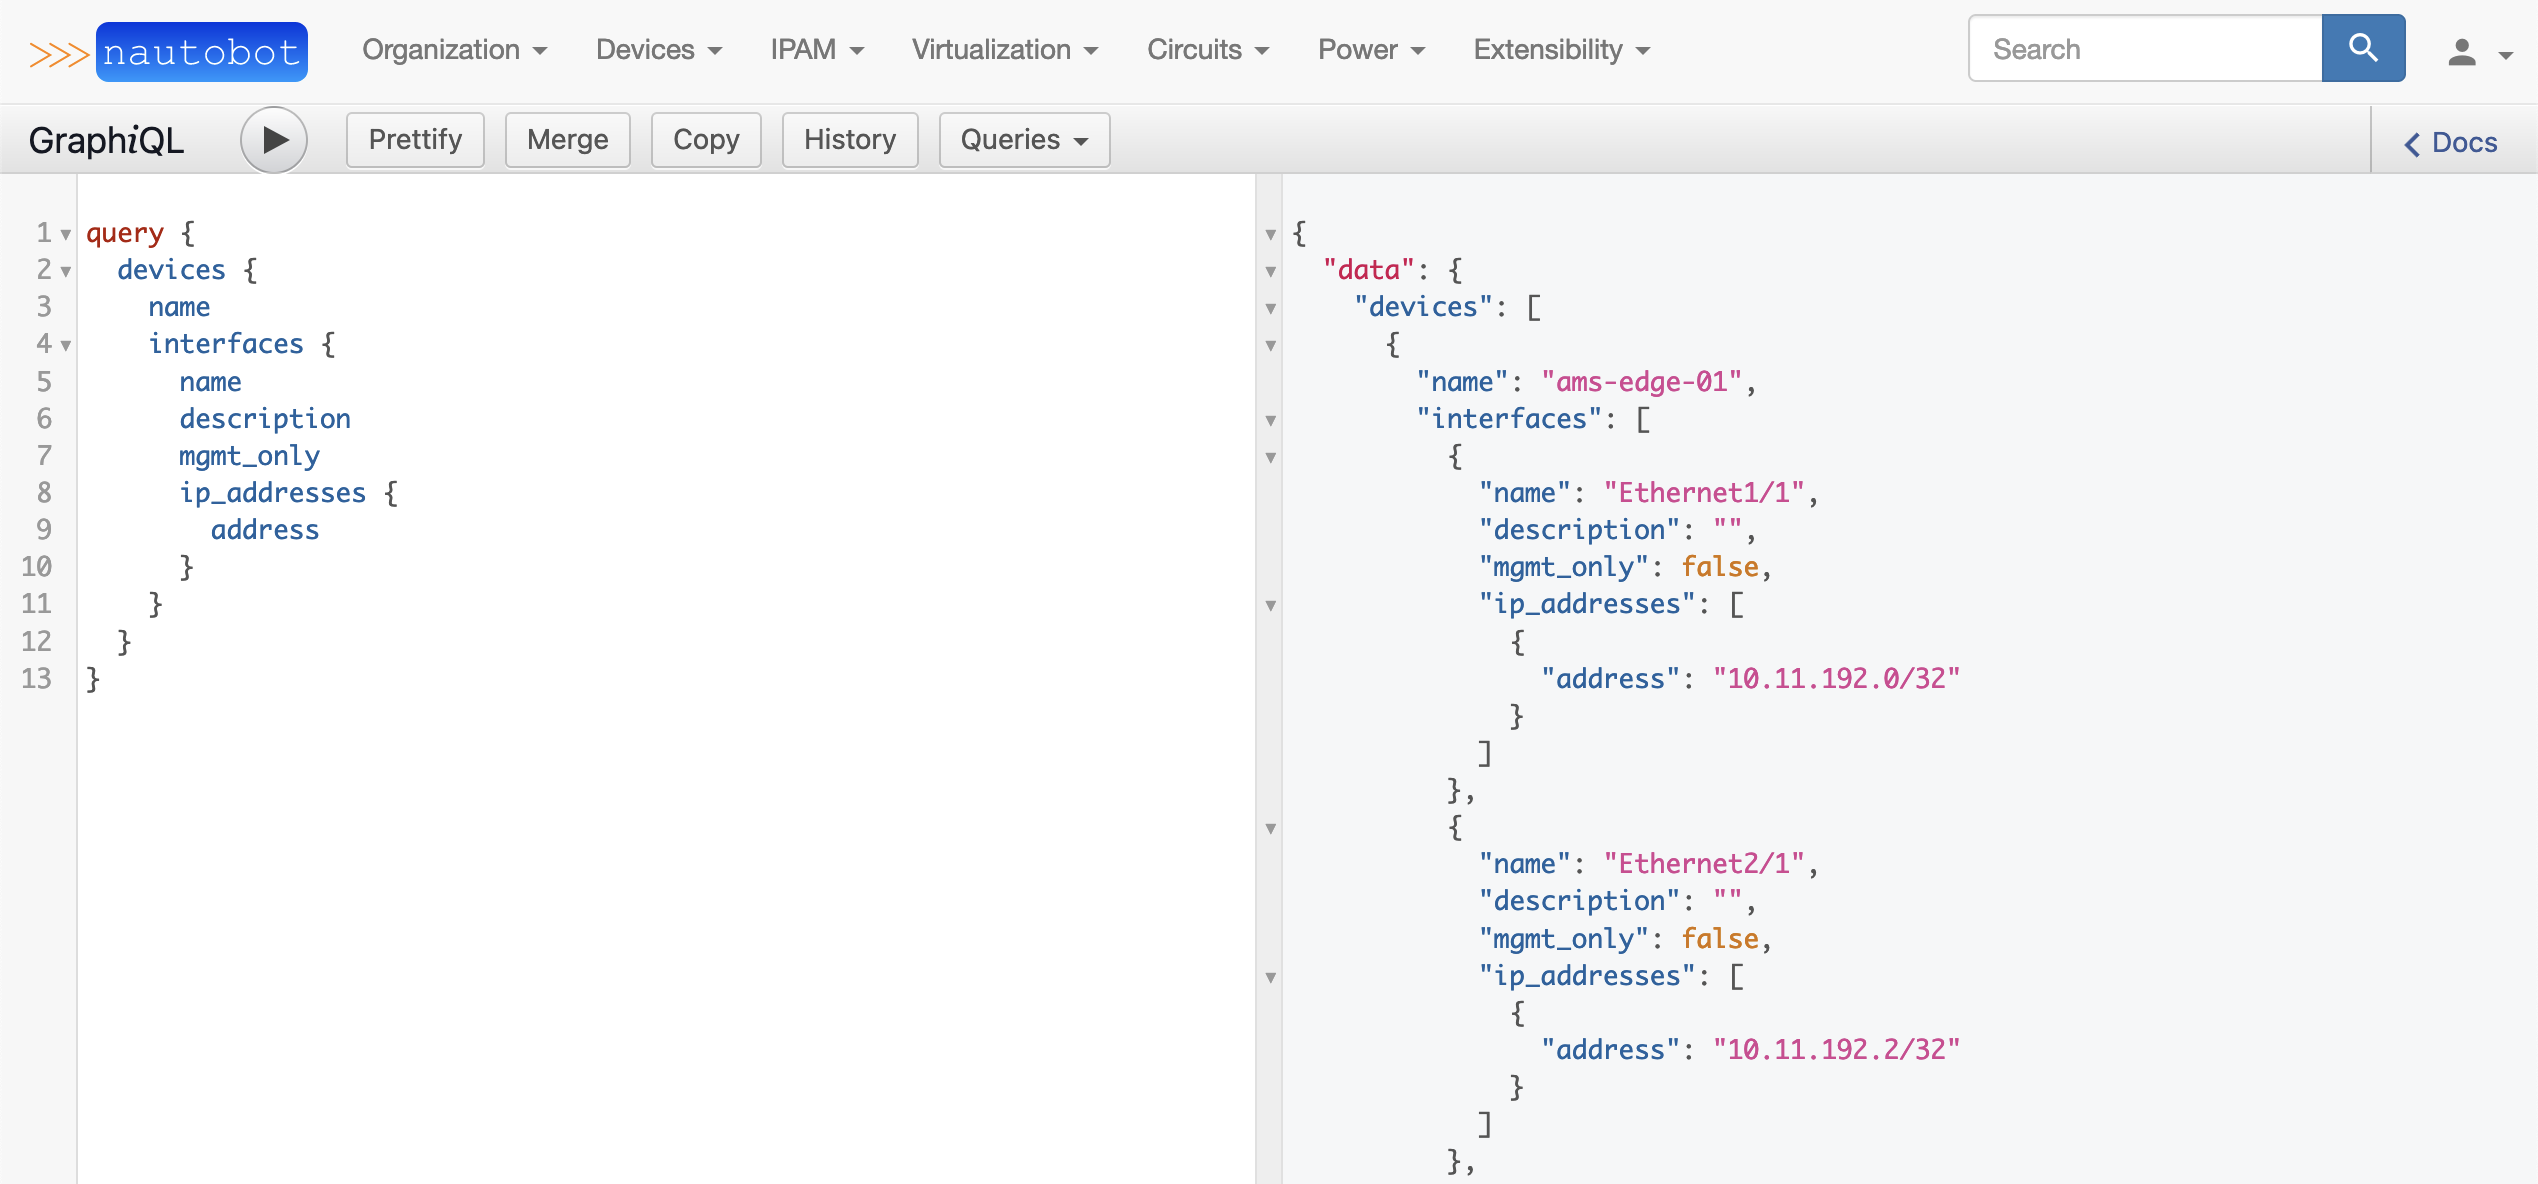 >>> nautobot Organization Devices IPAM Virtualization Circuits Power Extensibility Search
GraphiQL Prettify Merge Copy History Queries Docs
1 query {
2   devices {
3     name
4     interfaces {
5       name
6       description
7       mgmt_only
8       ip_addresses {
9         address
10       }
11     }
12   }
13 }
{
  "data": {
    "devices": [
      {
        "name": "ams-edge-01",
        "interfaces": [
          {
            "name": "Ethernet1/1",
            "description": "",
            "mgmt_only": false,
            "ip_addresses": [
              {
                "address": "10.11.192.0/32"
              }
            ]
          },
          {
            "name": "Ethernet2/1",
            "description": "",
            "mgmt_only": false,
            "ip_addresses": [
              {
                "address": "10.11.192.2/32"
              }
            ]
          },